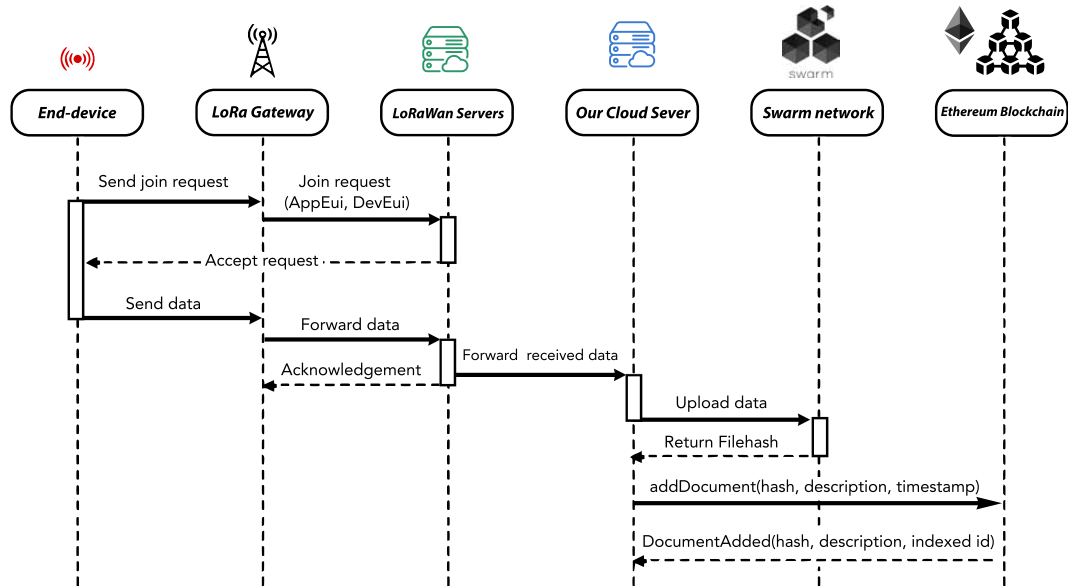 swarm
End-device
LoRa Gateway
LoRaWan Servers
Our Cloud Sever
Swarm network
Ethereum Blockchain
Send join request
Join request
(AppEui, DevEui)
Accept request
Send data
Forward data
Forward received data
Acknowledgement
Upload data
Return Filehash
addDocument(hash, description, timestamp)
DocumentAdded(hash, description, indexed id)